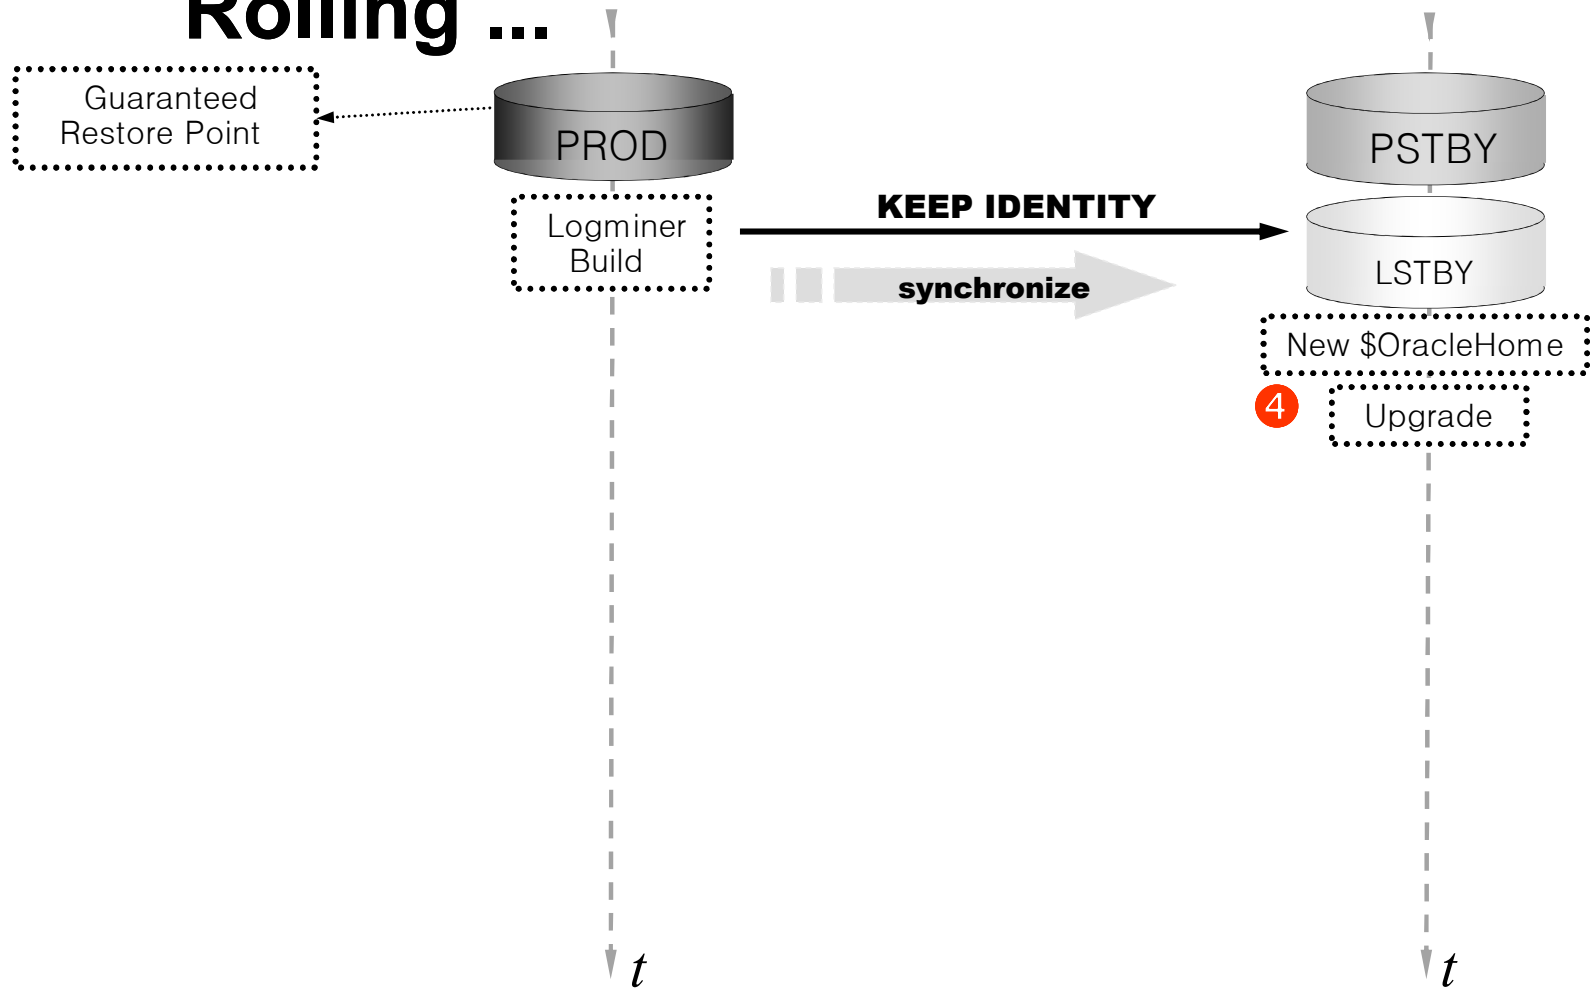 Rolling ...
Guaranteed
Restore Point
PROD
PSTBY
Logminer
Build
KEEP IDENTITY
synchronize
LSTBY
New $OracleHome
4
Upgrade
t
t